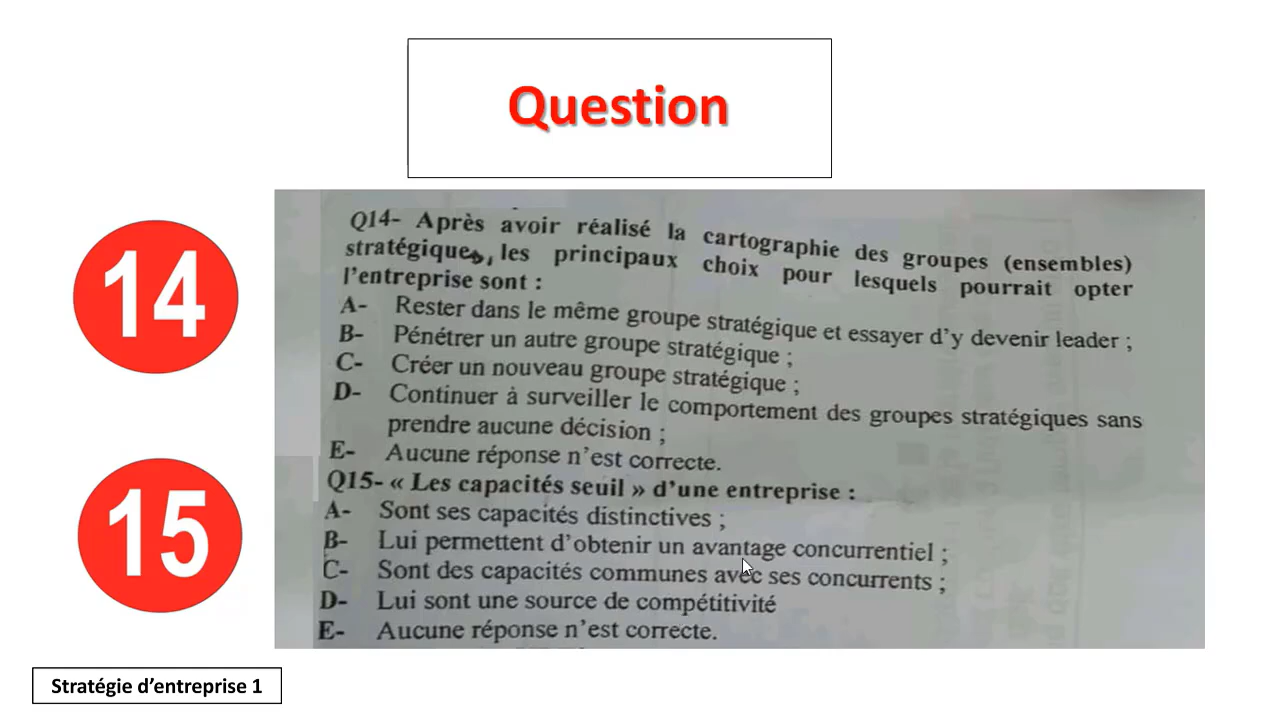 Question
14
Q14- Après avoir réalisé la cartographie des groupes (ensembles)
stratégiques, les principaux choix pour lesquels pourrait opter
l'entreprise sont :
A- Rester dans le même groupe stratégique et essayer d'y devenir leader ;
B- Pénétrer un autre groupe stratégique ;
C- Créer un nouveau groupe stratégique ;
D- Continuer à surveiller le comportement des groupes stratégiques sans
prendre aucune décision ;
E- Aucune réponse n'est correcte.
15
Q15- « Les capacités seuil » d'une entreprise :
A- Sont ses capacités distinctives ;
B- Lui permettent d'obtenir un avantage concurrentiel ;
C- Sont des capacités communes avec ses concurrents ;
D- Lui sont une source de compétitivité
E- Aucune réponse n'est correcte.
Stratégie d'entreprise 1